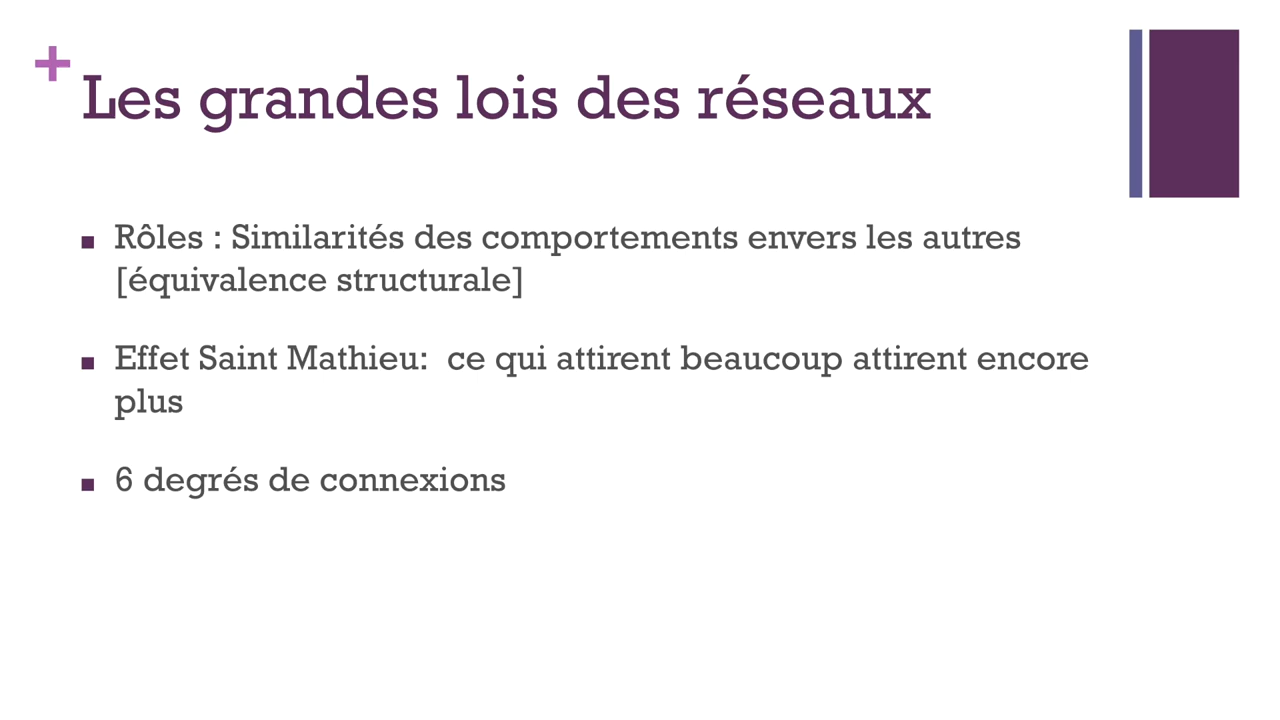 +
Les grandes lois des réseaux
■ Rôles : Similarités des comportements envers les autres
[équivalence structurale]
■ Effet Saint Mathieu:  ce qui attirent beaucoup attirent encore
plus
■ 6 degrés de connexions